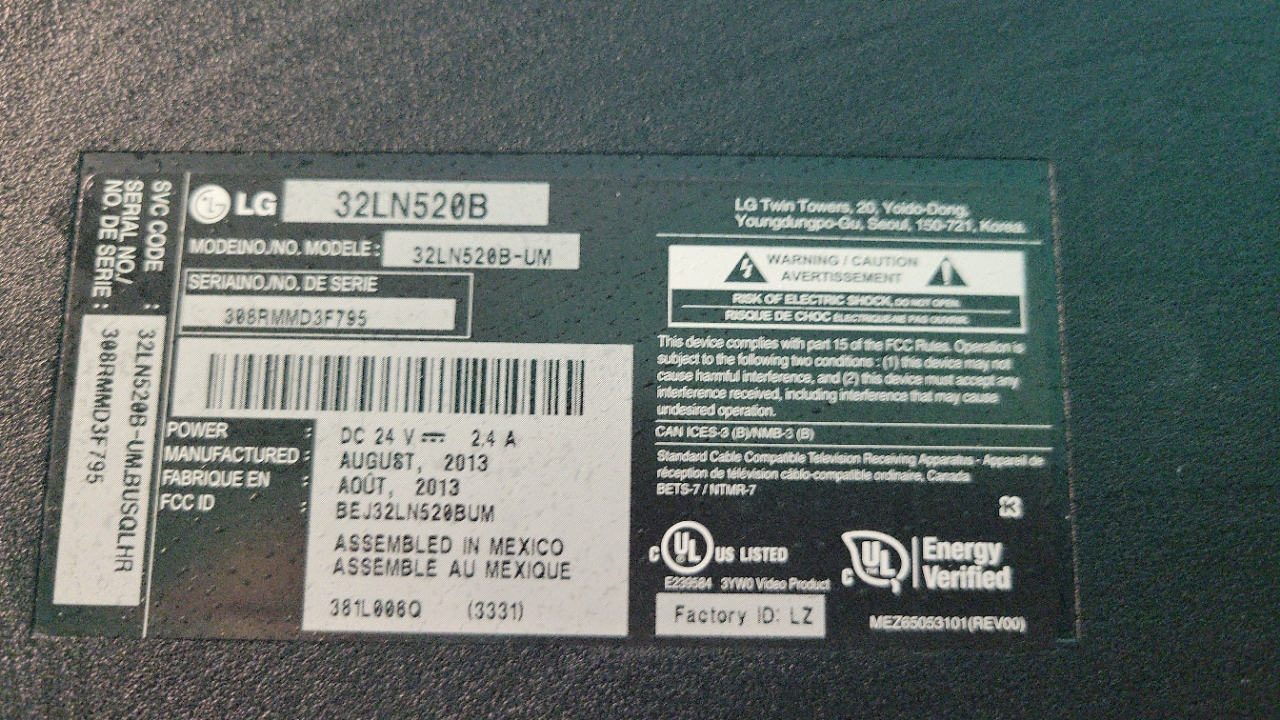 SVC CODE : 32LN520B-UM.BUSQLHR
SERIAL NO./
NO. DE SERIE : 308RMMD3F795
LG 32LN520B
MODEl NO./NO. MODELE : 32LN520B-UM
SERIAl NO./NO. DE SERIE
308RMMD3F795
POWER : DC 24 V 2.4 A
MANUFACTURED : AUGUST, 2013
FABRIQUE EN : AOÛT, 2013
FCC ID : BEJ32LN520BUM
ASSEMBLED IN MEXICO
ASSEMBLE AU MEXIQUE
381L006Q (3331)
LG Twin Towers, 20, Yoido-Dong,
Youngdungpo-Gu, Seoul, 150-721, Korea.
WARNING / CAUTION
AVERTISSEMENT
RISK OF ELECTRIC SHOCK, DO NOT OPEN.
RISQUE DE CHOC ÉLECTRIQUE NE PAS OUVRIR.
This device complies with part 15 of the FCC Rules. Operation is
subject to the following two conditions : (1) this device may not
cause harmful interference, and (2) this device must accept any
interference received, including interference that may cause
undesired operation.
CAN ICES-3 (B)/NMB-3 (B)
Standard Cable Compatible Television Receiving Apparatus - Appareil de
réception de télévision câblo-compatible ordinaire, Canada
BETS-7 / NTMR-7
C UL US LISTED
E239584 3YW0 Video Product
C UL Energy
Verified
Factory ID: LZ
MEZ65053101(REV00)